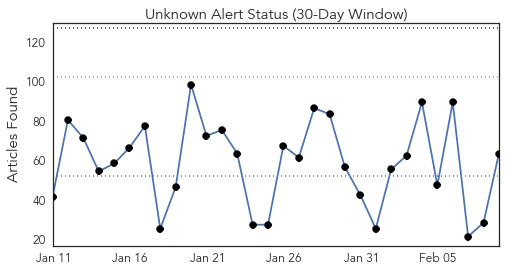 Unknown Alert Status (30-Day Window)
Articles Found
120
100
80
60
40
20
Jan 11 Jan 16 Jan 21 Jan 26 Jan 31 Feb 05